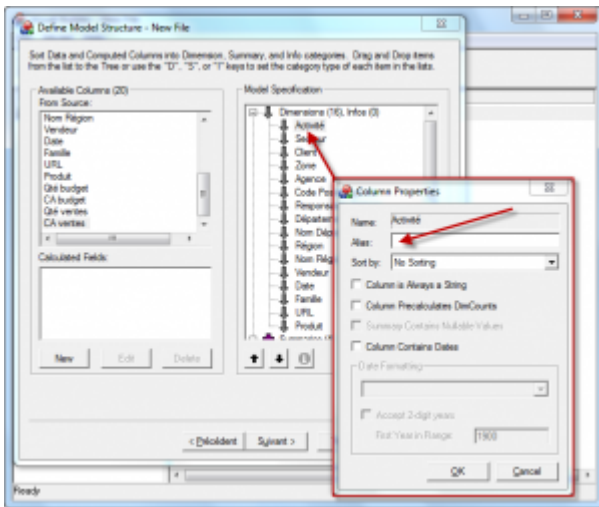 Define Model Structure - New File
Sort Data and Computed Columns into Dimension, Summary, and Info categories. Drag and Drop items
from the list to the Tree or use the "D", "S", or "I" keys to set the category type of each item in the lists.
Available Columns (20)
From Source:
Nom Région
Vendeur
Date
Famille
URL
Produit
Qté budget
CA budget
Qté ventes
CA ventes
Calculated Fields:
New
Edit
Delete
Model Specification
Dimensions (16), Infos (0)
Activité
Client
Zone
Agence
Code Pos
Responsa
Départem
Nom Dép
Région
Nom Rég
Vendeur
Date
Famille
URL
Produit
< Précédent
Suivant >
Ready
Column Properties
Name:
Activité
Alias:
Sort by:
No Sorting
Column is Always a String
Column Precalculates DimCounts
Summary Contains Nullable Values
Column Contains Dates
Date Formatting
Accept 2-digit years
First Year in Range:
1900
OK
Cancel